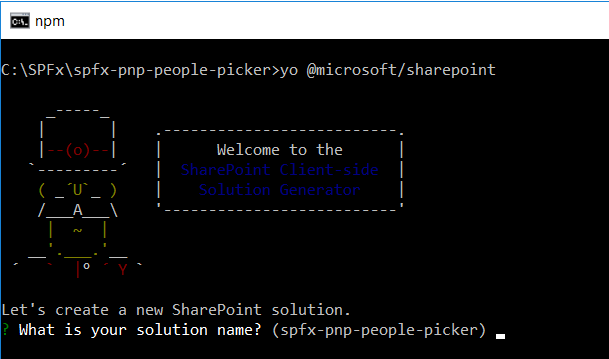 npm
C:\SPFx\spfx-pnp-people-picker>yo @microsoft/sharepoint
     _-----_
    |       |    .--------------------------.
    |--(o)--|    |      Welcome to the      |
   `---------´   |  SharePoint Client-side  |
    ( _´U`_ )    |    Solution Generator    |
    /___A___\    '--------------------------'
     |  ~  |
   __'.___.'__
 ´   `  |° ´ Y `
Let's create a new SharePoint solution.
? What is your solution name? (spfx-pnp-people-picker)